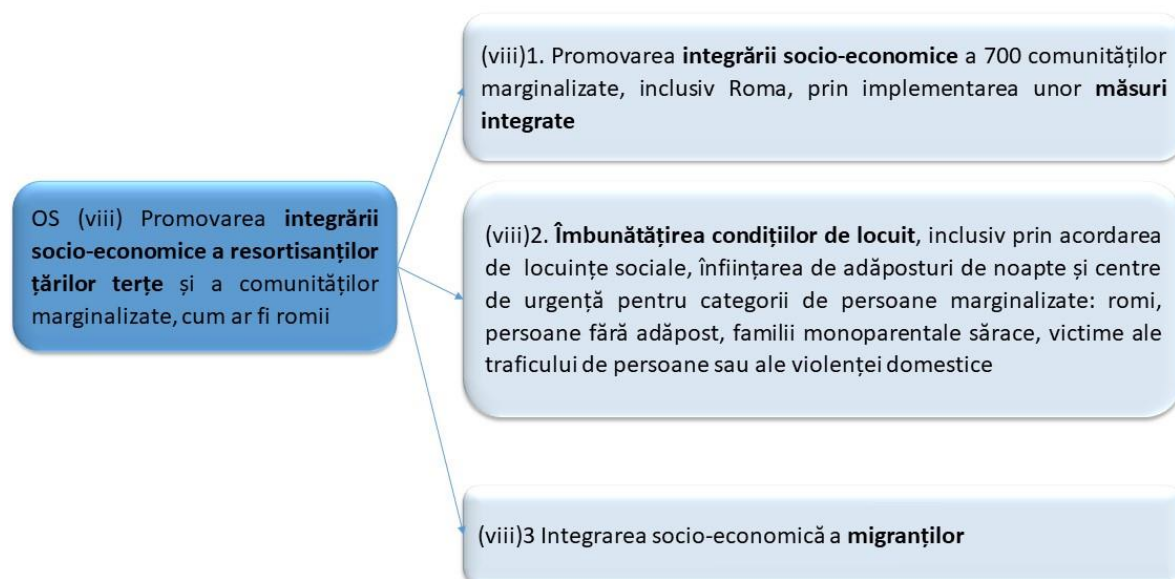 OS (viii) Promovarea integrării
socio-economice a resortisanților
țărilor terțe și a comunităților
marginalizate, cum ar fi romii
(viii)1. Promovarea integrării socio-economice a 700 comunităților
marginalizate, inclusiv Roma, prin implementarea unor măsuri
integrate
(viii)2. Îmbunătățirea condițiilor de locuit, inclusiv prin acordarea
de locuințe sociale, înființarea de adăposturi de noapte și centre
de urgență pentru categorii de persoane marginalizate: romi,
persoane fără adăpost, familii monoparentale sărace, victime ale
traficului de persoane sau ale violenței domestice
(viii)3 Integrarea socio-economică a migranților